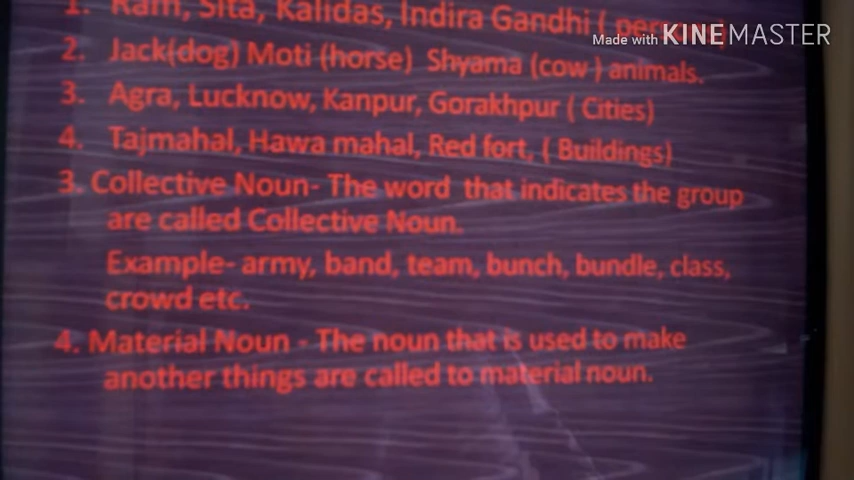 1. Ram, Sita, Kalidas, Indira Gandhi (
Made with KINEMASTER
2. Jack(dog) Moti (horse) Shyama (cow) animals.
3. Agra, Lucknow, Kanpur, Gorakhpur ( Cities)
4. Tajmahal, Hawa mahal, Red fort, ( Buildings)
3. Collective Noun- The word that indicates the group
are called Collective Noun.
Example- army, band, team, bunch, bundle, class,
crowd etc.
4. Material Noun - The noun that is used to make
another things are called to material noun.